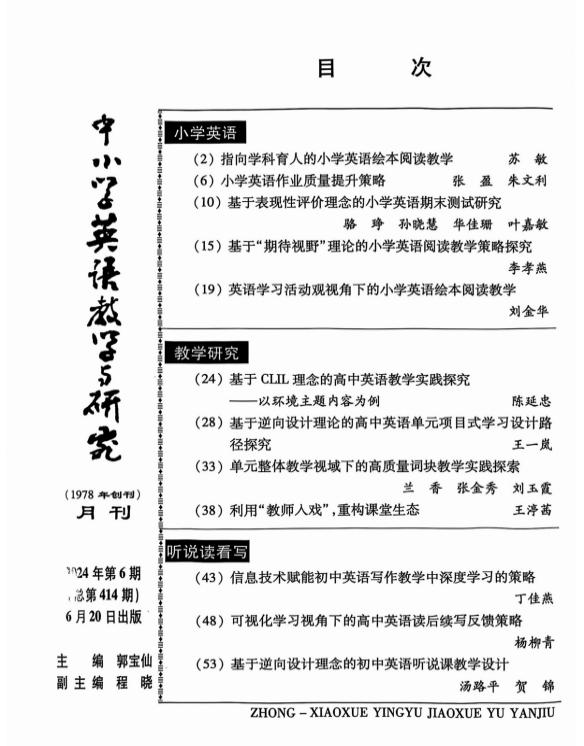 目 次
中小学英语教学与研究
(1978 年创刊)
月刊
2024 年第 6 期
(总第 414 期)
6 月 20 日出版
主 编 郭宝仙
副主编 程 晓
小学英语
(2) 指向学科育人的小学英语绘本阅读教学 苏 敏
(6) 小学英语作业质量提升策略 张 盈 朱文利
(10) 基于表现性评价理念的小学英语期末测试研究
骆 琤 孙晓慧 华佳珊 叶嘉敏
(15) 基于“期待视野”理论的小学英语阅读教学策略探究
李孝燕
(19) 英语学习活动观视角下的小学英语绘本阅读教学
刘金华
教学研究
(24) 基于 CLIL 理念的高中英语教学实践探究
——以环境主题内容为例 陈延忠
(28) 基于逆向设计理论的高中英语单元项目式学习设计路
径探究 王一岚
(33) 单元整体教学视域下的高质量词块教学实践探索
兰 香 张金秀 刘玉霞
(38) 利用“教师人戏”,重构课堂生态 王渟茜
听说读看写
(43) 信息技术赋能初中英语写作教学中深度学习的策略
丁佳燕
(48) 可视化学习视角下的高中英语读后续写反馈策略
杨柳青
(53) 基于逆向设计理念的初中英语听说课教学设计
汤路平 贺 锦
ZHONG – XIAOXUE YINGYU JIAOXUE YU YANJIU